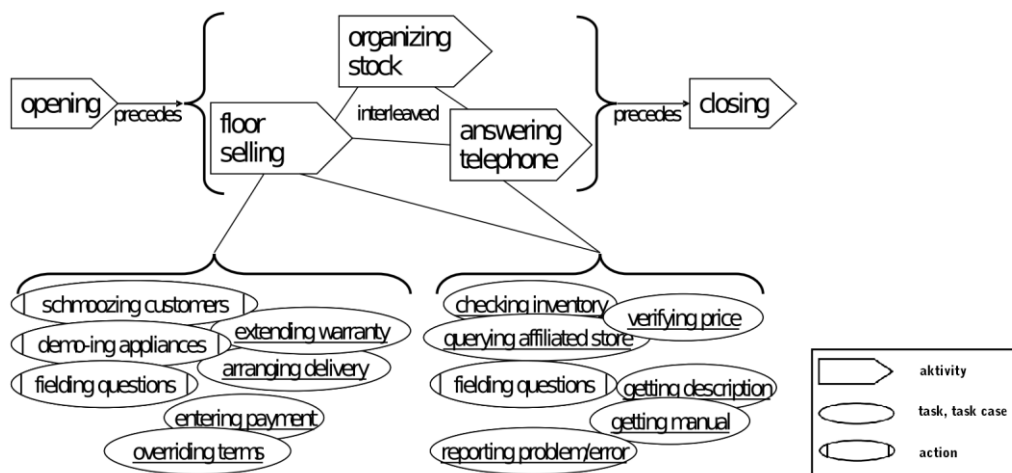 organizing
stock
opening
precedes
interleaved
precedes
closing
floor
selling
answering
telephone
schmoozing customers
extending warranty
demo-ing appliances
arranging delivery
fielding questions
entering payment
overriding terms
checking inventory
verifying price
querying affiliated store
fielding questions
getting description
getting manual
reporting problem/error
aktivity
task, task case
action